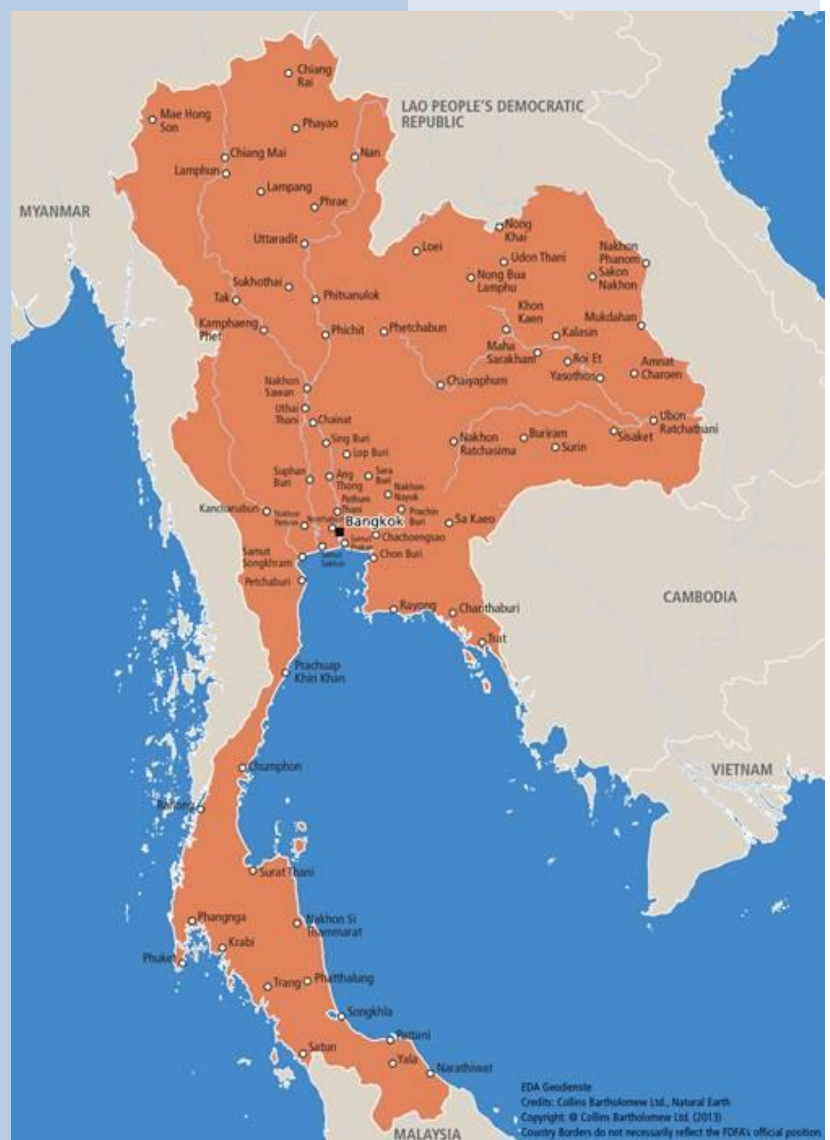 Chiang
Rai
Mae Hong
Son
LAO PEOPLE'S DEMOCRATIC
REPUBLIC
Phayao
Chiang Mai
Nan
Lamphun
Lampang
Phrae
MYANMAR
Uttaradit
Loei
Nong
Khai
Udon Thani
Nakhon
Phanom
Sakon
Nakhon
Nong Bua
Lamphu
Sukhothai
Tak
Phitsanulok
Khon
Kaen
Mukdahan
Kamphaeng
Phet
Phichit
Phetchabun
Kalasin
Maha
Sarakham
Roi Et
Amnat
Charoen
Yasothon
Chaiyaphum
Nakhon
Sawan
Uthai
Thani
Chainat
Ubon
Ratchathani
Sing Buri
Nakhon
Ratchasima
Buriram
Sisaket
Surin
Lop Buri
Suphan
Buri
Ang
Thong
Sara
Buri
Nakhon
Nayok
Pathum
Thani
Kanchanaburi
Nakhon
Prachin
Buri
Bangkok
Sa Kaeo
Chachoengsao
Samut
Samut
Songkhram
Samut
Sakhon
Chon Buri
Petchaburi
Rayong
Chanthaburi
CAMBODIA
Trat
Prachuap
Khiri Khan
Chumphon
VIETNAM
Ranong
Surat Thani
Phangnga
Nakhon Si
Thammarat
Krabi
Phuket
Trang
Phatthalung
Songkhla
Pattani
Satun
Yala
Narathiwat
EDA Geodienste
Credits: Collins Bartholomew Ltd., Natural Earth
Copyright: © Collins Bartholomew Ltd. (2013)
Country Borders do not necessarily reflect the FDFA's official position.
MALAYSIA